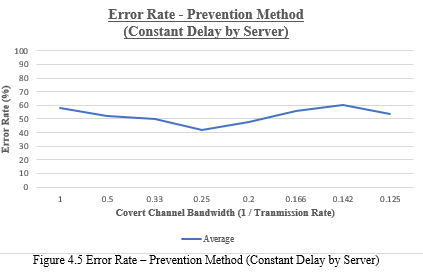 Error Rate - Prevention Method
(Constant Delay by Server)
100
90
80
70
60
50
40
30
20
10
0
Error Rate (%)
1 0.5 0.33 0.25 0.2 0.166 0.142 0.125
Covert Channel Bandwidth (1 / Tranmission Rate)
Average
Figure 4.5 Error Rate – Prevention Method (Constant Delay by Server)